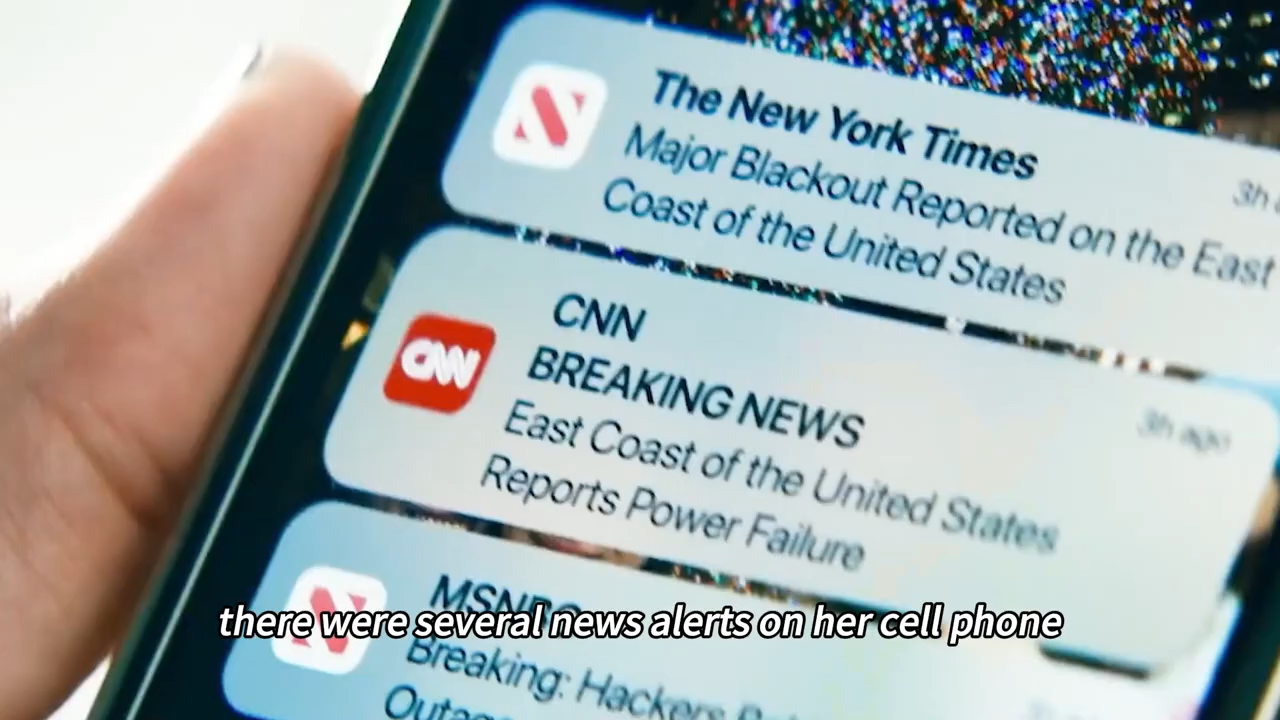 The New York Times
3h
Major Blackout Reported on the East
Coast of the United States
CNN
3h ago
CNN
BREAKING NEWS
East Coast of the United States
Reports Power Failure
MSNBC
there were several news alerts on her cell phone
Breaking: Hackers